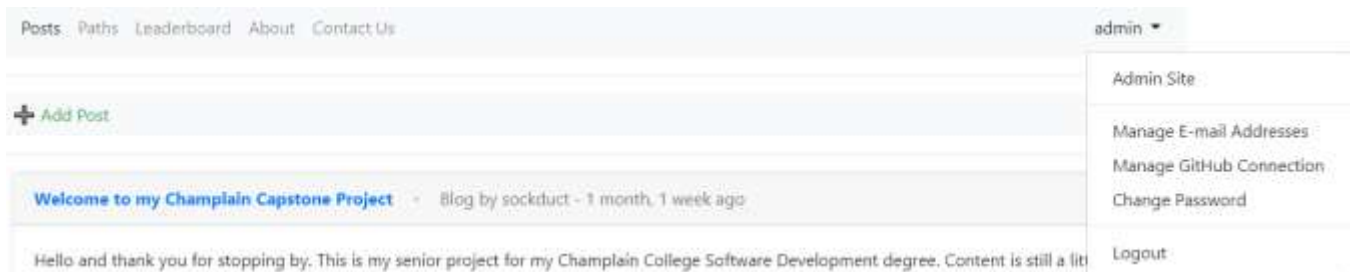 Posts Paths Leaderboard About Contact Us admin
Admin Site
Add Post
Manage E-mail Addresses
Manage GitHub Connection
Change Password
Welcome to my Champlain Capstone Project - Blog by sockduct - 1 month, 1 week ago
Logout
Hello and thank you for stopping by. This is my senior project for my Champlain College Software Development degree. Content is still a